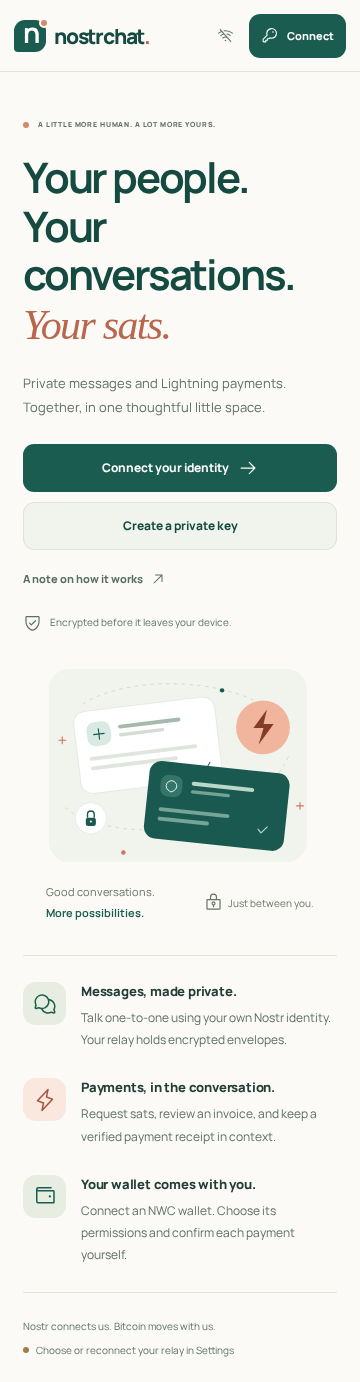 nostrchat.
Connect
A LITTLE MORE HUMAN. A LOT MORE YOURS.
Your people.
Your
conversations.
Your sats.
Private messages and Lightning payments.
Together, in one thoughtful little space.
Connect your identity
Create a private key
A note on how it works
Encrypted before it leaves your device.
Good conversations.
More possibilities.
Just between you.
Messages, made private.
Talk one-to-one using your own Nostr identity.
Your relay holds encrypted envelopes.
Payments, in the conversation.
Request sats, review an invoice, and keep a
verified payment receipt in context.
Your wallet comes with you.
Connect an NWC wallet. Choose its
permissions and confirm each payment
yourself.
Nostr connects us. Bitcoin moves with us.
Choose or reconnect your relay in Settings